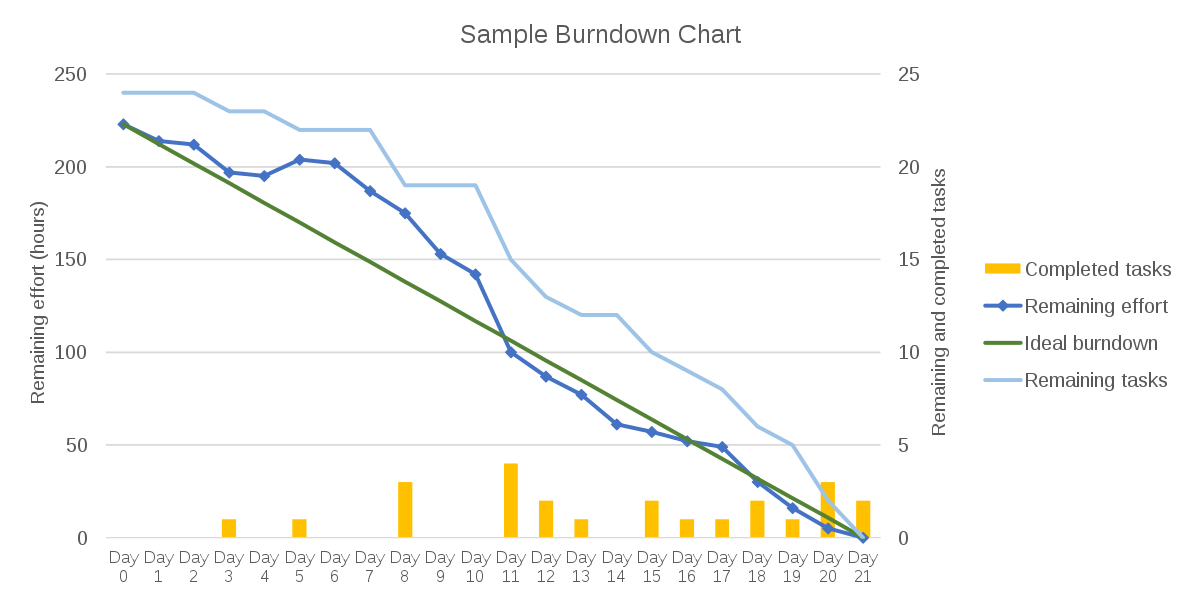 Sample Burndown Chart
250
200
150
100
50
0
Remaining effort (hours)
25
20
15
10
5
0
Remaining and completed tasks
Day 0
Day 1
Day 2
Day 3
Day 4
Day 5
Day 6
Day 7
Day 8
Day 9
Day 10
Day 11
Day 12
Day 13
Day 14
Day 15
Day 16
Day 17
Day 18
Day 19
Day 20
Day 21
Completed tasks
Remaining effort
Ideal burndown
Remaining tasks